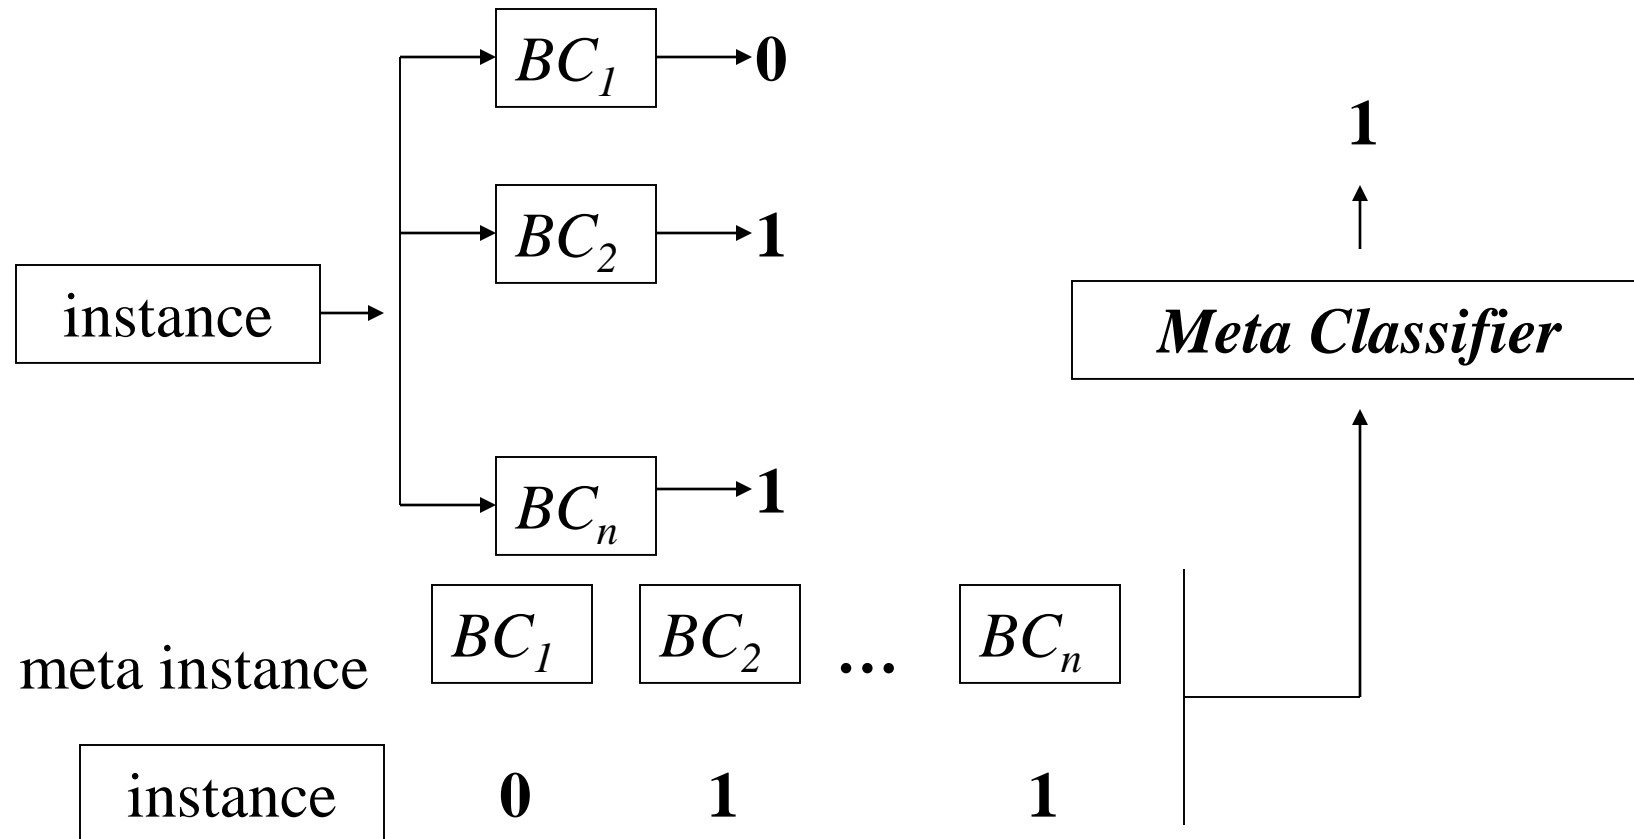 BC1 0
1
BC2 1
instance
Meta Classifier
BCn 1
BC1 BC2 ... BCn
meta instance
instance 0 1 1